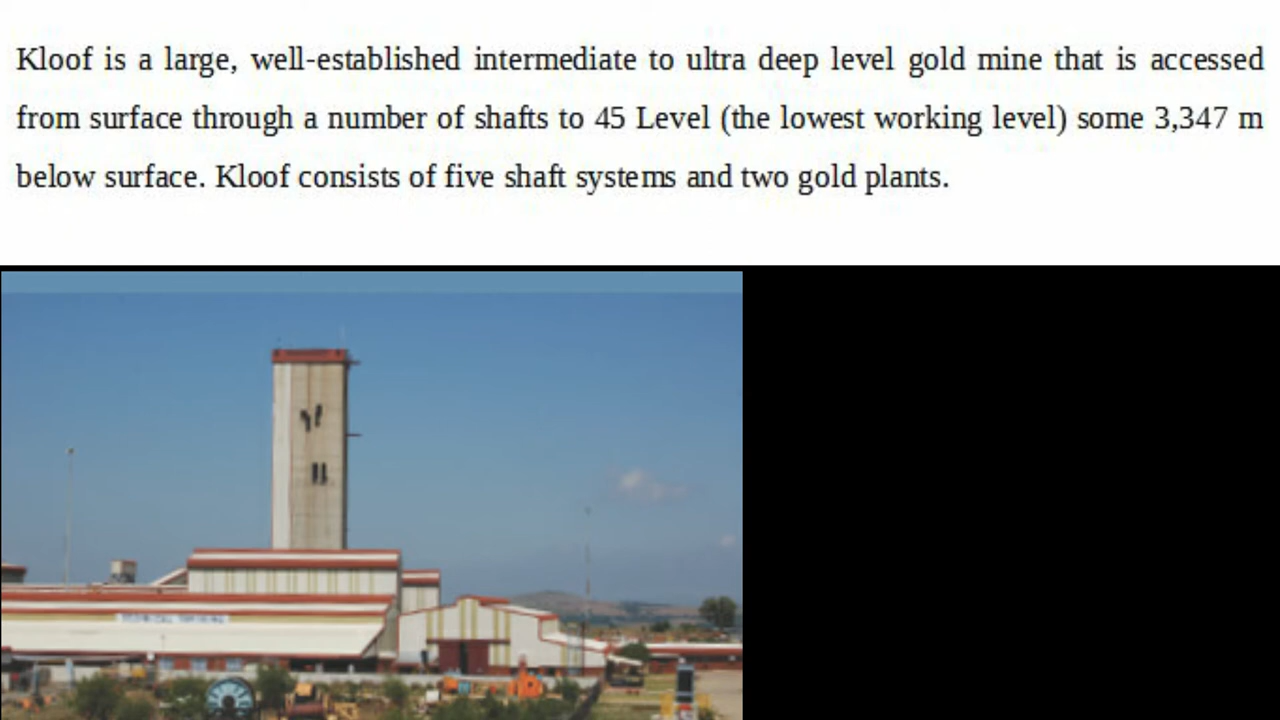 Kloof is a large, well-established intermediate to ultra deep level gold mine that is accessed
from surface through a number of shafts to 45 Level (the lowest working level) some 3,347 m
below surface. Kloof consists of five shaft systems and two gold plants.